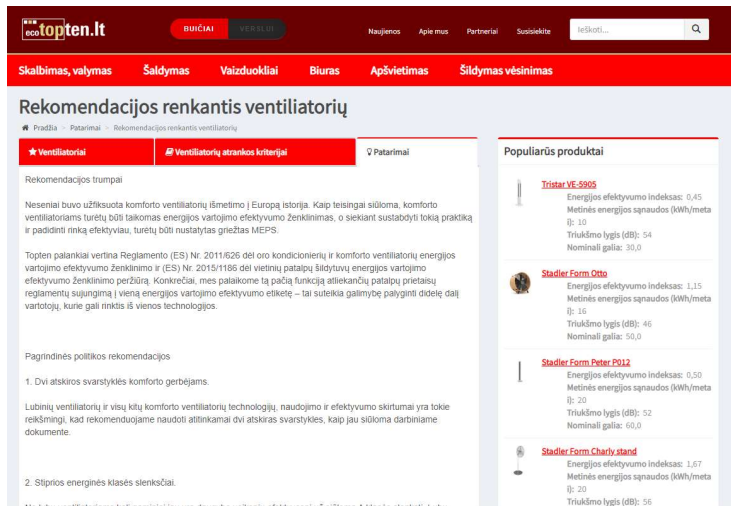 eco topten.lt
BUIČIAI
VERSLUI
Naujienos
Apie mus
Partneriai
Susisiekite
Ieškoti...
Skalbimas, valymas
Šaldymas
Vaizduokliai
Biuras
Apšvietimas
Šildymas vėsinimas
Rekomendacijos renkantis ventiliatorių
Pradžia > Patarimai > Rekomendacijos renkantis ventiliatorių
Ventiliatoriai
Ventiliatorių atrankos kriterijai
Patarimai
Rekomendacijos trumpai
Neseniai buvo užfiksuota komforto ventiliatorių išmetimo į Europą istorija. Kaip teisingai siūloma, komforto
ventiliatoriams turėtų būti taikomas energijos vartojimo efektyvumo ženklinimas, o siekiant sustabdyti tokią praktiką
ir padidinti rinką efektyviau, turėtų būti nustatytas griežtas MEPS.
Topten palankiai vertina Reglamento (ES) Nr. 2011/626 dėl oro kondicionierių ir komforto ventiliatorių energijos
vartojimo efektyvumo ženklinimo ir (ES) Nr. 2015/1186 dėl vietinių patalpų šildytuvų energijos vartojimo
efektyvumo ženklinimo peržiūrą. Konkrečiai, mes palaikome tą pačią funkciją atliekančių patalpų prietaisų
reglamentų sujungimą į vieną energijos vartojimo efektyvumo etiketę – tai suteikia galimybę palyginti didelę dalį
vartotojų, kurie gali rinktis iš vienos technologijos.
Pagrindinės politikos rekomendacijos
1. Dvi atskiros svarstyklės komforto gerbėjams.
Lubinių ventiliatorių ir visų kitų komforto ventiliatorių technologijų, naudojimo ir efektyvumo skirtumai yra tokie
reikšmingi, kad rekomenduojame naudoti atitinkamai dvi atskiras svarstykles, kaip jau siūloma darbiniame
dokumente.
2. Stiprios energinės klasės slenksčiai.
Populiarūs produktai
Tristar VE-5905
Energijos efektyvumo indeksas: 0,45
Metinės energijos sąnaudos (kWh/meta
i): 10
Triukšmo lygis (dB): 54
Nominali galia: 30,0
Stadler Form Otto
Energijos efektyvumo indeksas: 1,15
Metinės energijos sąnaudos (kWh/meta
i): 16
Triukšmo lygis (dB): 46
Nominali galia: 50,0
Stadler Form Peter P012
Energijos efektyvumo indeksas: 0,50
Metinės energijos sąnaudos (kWh/meta
i): 20
Triukšmo lygis (dB): 52
Nominali galia: 60,0
Stadler Form Charly stand
Energijos efektyvumo indeksas: 1,67
Metinės energijos sąnaudos (kWh/meta
i): 20
Triukšmo lygis (dB): 56